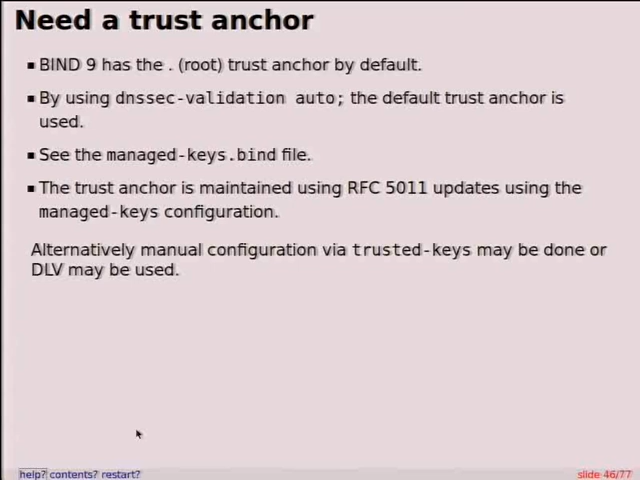 Need a trust anchor
▪ BIND 9 has the . (root) trust anchor by default.
▪ By using dnssec-validation auto; the default trust anchor is
used.
▪ See the managed-keys.bind file.
▪ The trust anchor is maintained using RFC 5011 updates using the
managed-keys configuration.
Alternatively manual configuration via trusted-keys may be done or
DLV may be used.
help? contents? restart? slide 46/77